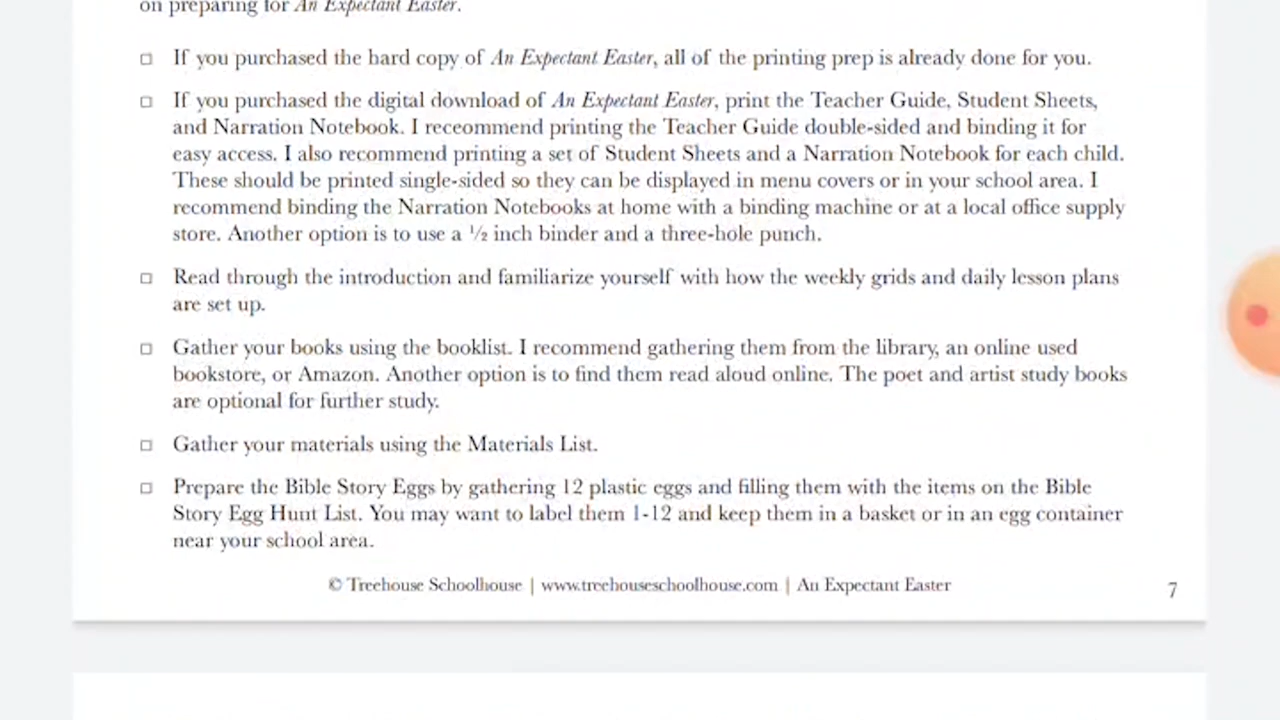 on preparing for An Expectant Easter.
If you purchased the hard copy of An Expectant Easter, all of the printing prep is already done for you.
If you purchased the digital download of An Expectant Easter, print the Teacher Guide, Student Sheets,
and Narration Notebook. I receommend printing the Teacher Guide double-sided and binding it for
easy access. I also recommend printing a set of Student Sheets and a Narration Notebook for each child.
These should be printed single-sided so they can be displayed in menu covers or in your school area. I
recommend binding the Narration Notebooks at home with a binding machine or at a local office supply
store. Another option is to use a ½ inch binder and a three-hole punch.
Read through the introduction and familiarize yourself with how the weekly grids and daily lesson plans
are set up.
Gather your books using the booklist. I recommend gathering them from the library, an online used
bookstore, or Amazon. Another option is to find them read aloud online. The poet and artist study books
are optional for further study.
Gather your materials using the Materials List.
Prepare the Bible Story Eggs by gathering 12 plastic eggs and filling them with the items on the Bible
Story Egg Hunt List. You may want to label them 1-12 and keep them in a basket or in an egg container
near your school area.
© Treehouse Schoolhouse | www.treehouseschoolhouse.com | An Expectant Easter
7